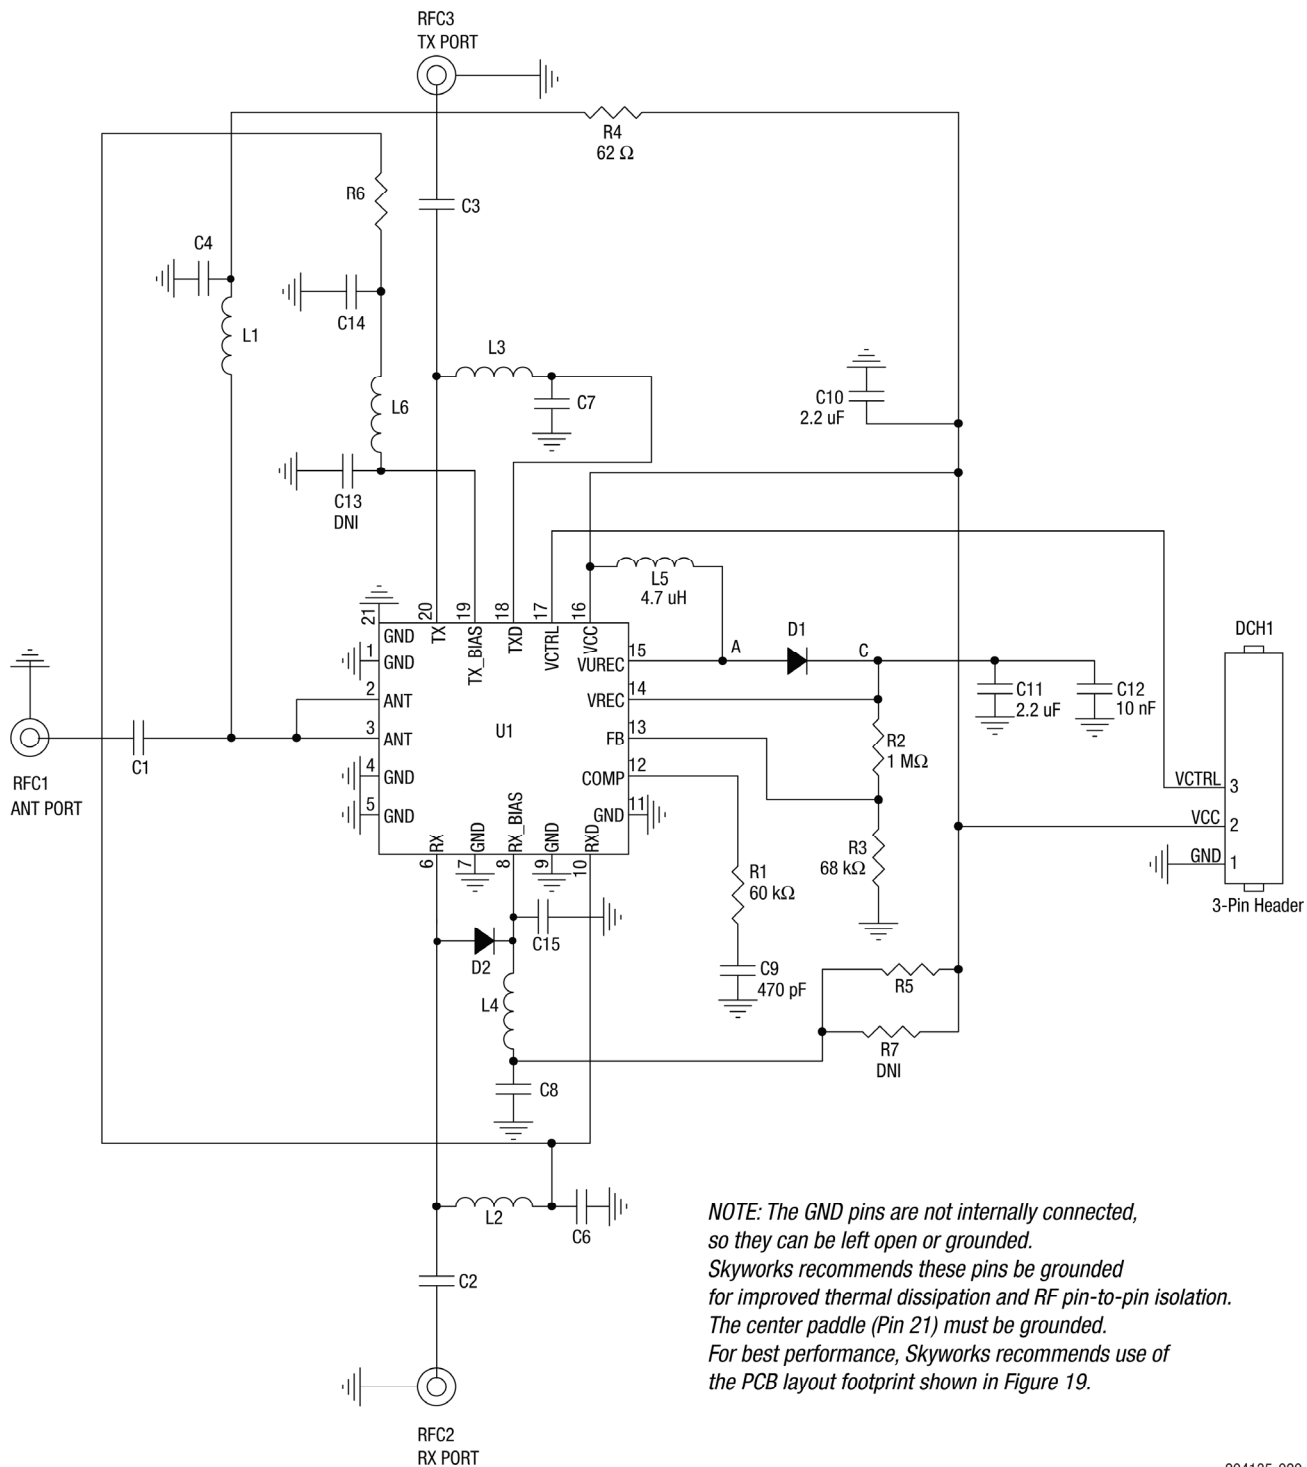 RFC3
TX PORT
R4
62 Ω
R6
C3
C4
C14
L1
L3
C7
L6
C10
2.2 uF
C13
DNI
L5
4.7 uH
21
20
19
18
17
16
GND
TX
TX_BIAS
TXD
VCTRL
VCC
1
GND
2
ANT
3
ANT
4
GND
5
GND
U1
VUREC
15
VREC
14
FB
13
COMP
12
GND
11
RX
GND
RX_BIAS
GND
RXD
6
7
8
9
10
A
D1
C
C11
2.2 uF
C12
10 nF
R2
1 MΩ
R3
68 kΩ
R1
60 kΩ
C9
470 pF
DCH1
VCTRL
3
VCC
2
GND
1
3-Pin Header
C1
RFC1
ANT PORT
C15
D2
L4
R5
R7
DNI
C8
L2
C6
C2
RFC2
RX PORT
NOTE: The GND pins are not internally connected,
so they can be left open or grounded.
Skyworks recommends these pins be grounded
for improved thermal dissipation and RF pin-to-pin isolation.
The center paddle (Pin 21) must be grounded.
For best performance, Skyworks recommends use of
the PCB layout footprint shown in Figure 19.